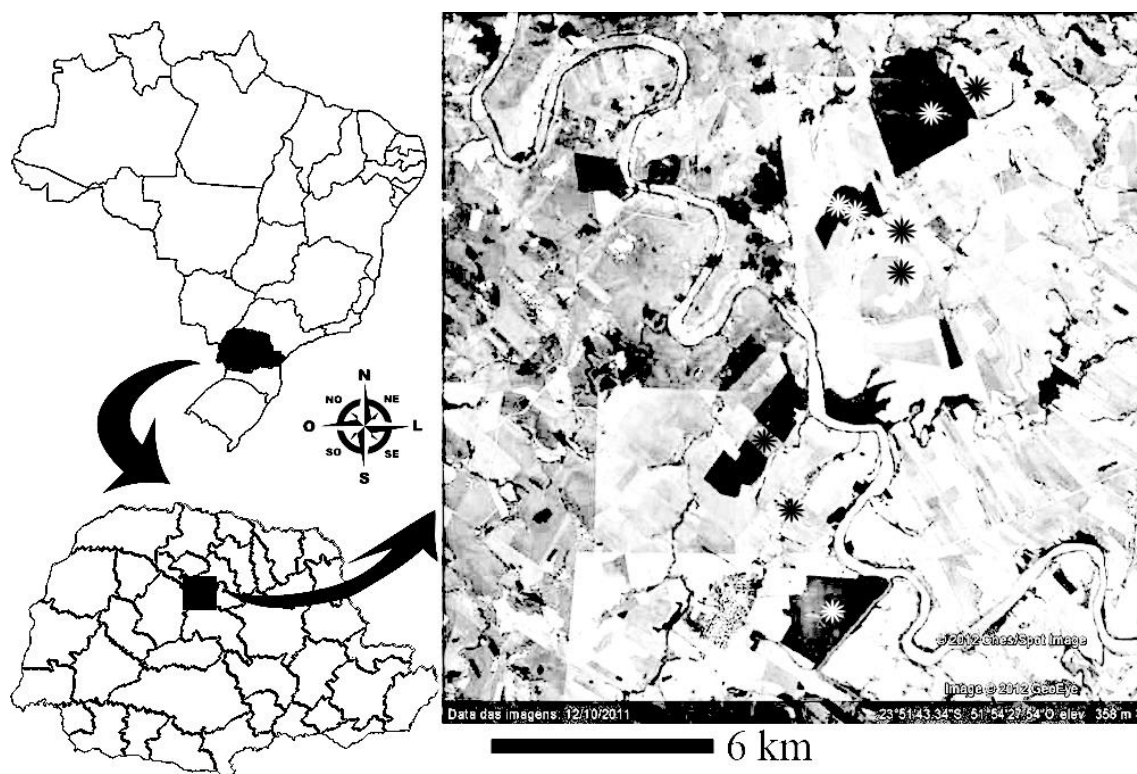 N
NO NE
O L
SO SE
S
© 2012 Cnes/Spot Image
Image © 2012 GeoEye
Data das imagens: 12/10/2011 23°51'43.34"S 51°54'27.54"O elev 358 m
6 km